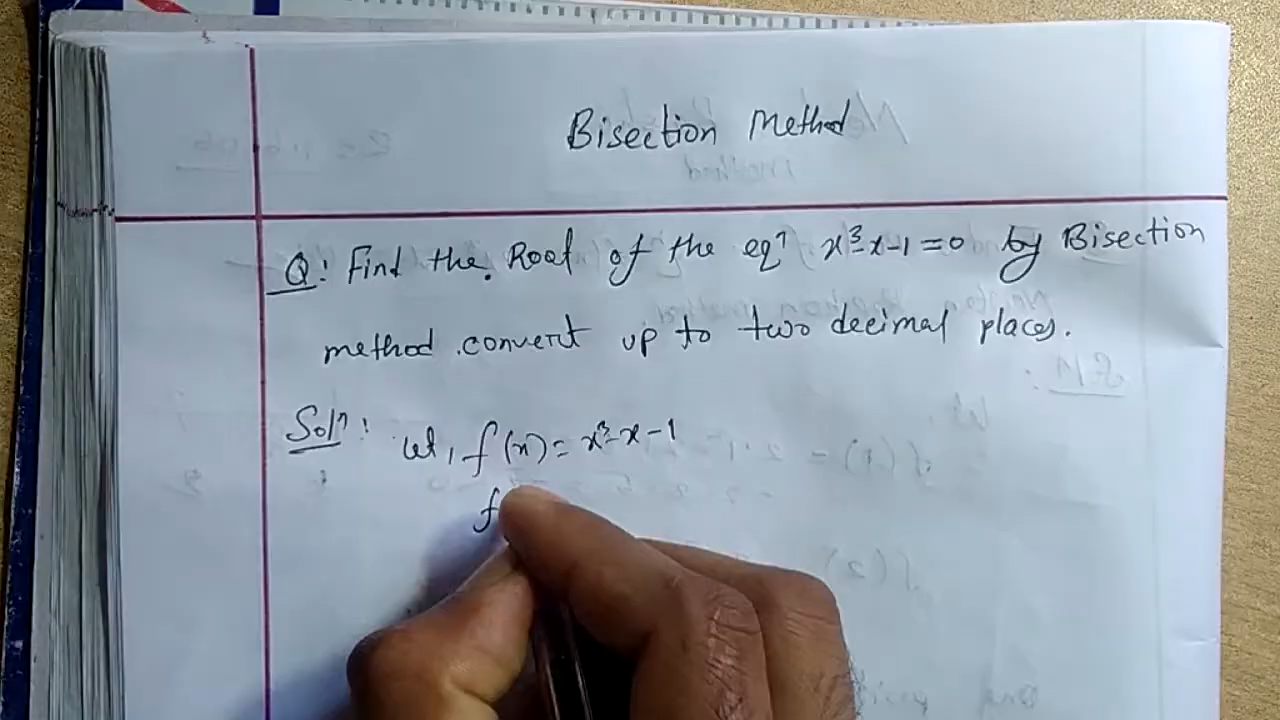 Bisection Method
Q: Find the Root of the eqn x³-x-1=0 by Bisection
method convert up to two decimal places.
Soln: Let, f(x)= x³-x-1
f